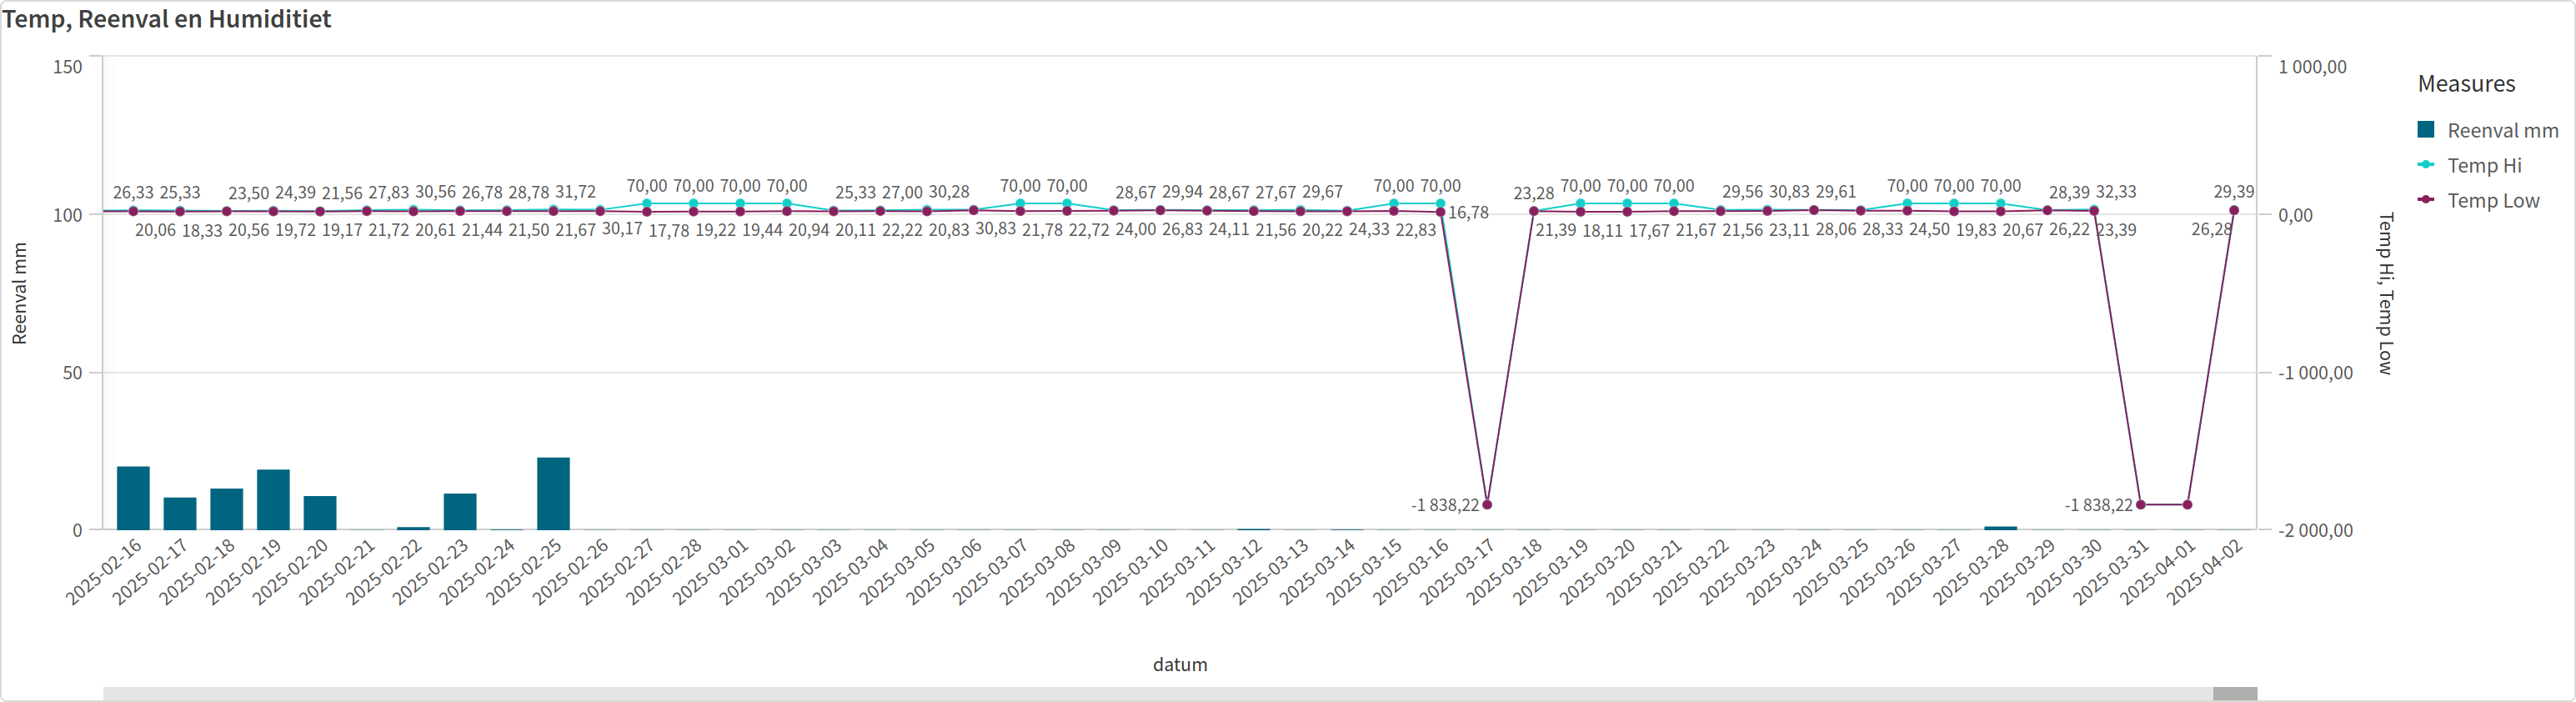 Temp, Reenval en Humiditiet
150
100
50
0
Reenval mm
1 000,00
0,00
-1 000,00
-2 000,00
Temp Hi, Temp Low
Measures
Reenval mm
Temp Hi
Temp Low
26,33 25,33 23,50 24,39 21,56 27,83 30,56 26,78 28,78 31,72 70,00 70,00 70,00 70,00 25,33 27,00 30,28 70,00 70,00 28,67 29,94 28,67 27,67 29,67 70,00 70,00 23,28 70,00 70,00 70,00 29,56 30,83 29,61 70,00 70,00 70,00 28,39 32,33 29,39
16,78
20,06 18,33 20,56 19,72 19,17 21,72 20,61 21,44 21,50 21,67 30,17 17,78 19,22 19,44 20,94 20,11 22,22 20,83 30,83 21,78 22,72 24,00 26,83 24,11 21,56 20,22 24,33 22,83 21,39 18,11 17,67 21,67 21,56 23,11 28,06 28,33 24,50 19,83 20,67 26,22 23,39 26,28
-1 838,22 -1 838,22
2025-02-16 2025-02-17 2025-02-18 2025-02-19 2025-02-20 2025-02-21 2025-02-22 2025-02-23 2025-02-24 2025-02-25 2025-02-26 2025-02-27 2025-02-28 2025-03-01 2025-03-02 2025-03-03 2025-03-04 2025-03-05 2025-03-06 2025-03-07 2025-03-08 2025-03-09 2025-03-10 2025-03-11 2025-03-12 2025-03-13 2025-03-14 2025-03-15 2025-03-16 2025-03-17 2025-03-18 2025-03-19 2025-03-20 2025-03-21 2025-03-22 2025-03-23 2025-03-24 2025-03-25 2025-03-26 2025-03-27 2025-03-28 2025-03-29 2025-03-30 2025-03-31 2025-04-01 2025-04-02
datum